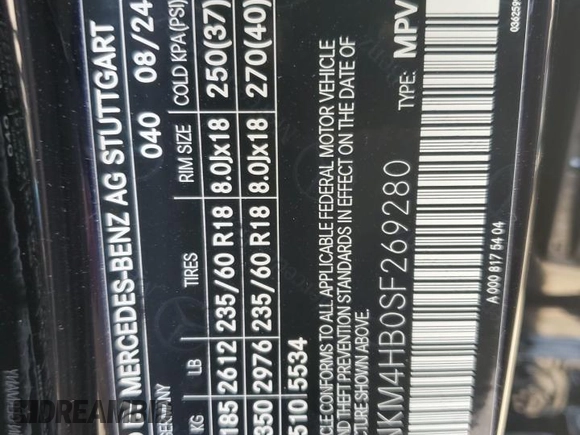 MERCEDES-BENZ AG STUTTGART
GERMANY 040 08/24
KG LB TIRES RIM SIZE COLD KPA (PSI)
185 2612 235/60 R18 8.0Jx18 250(37)
350 2976 235/60 R18 8.0Jx18 270(40)
510 5534
CLE CONFORMS TO ALL APPLICABLE FEDERAL MOTOR VEHICLE
AND THEFT PREVENTION STANDARDS IN EFFECT ON THE DATE OF
CTURE SHOWN ABOVE.
NKM4HB0SF269280 TYPE: MPV
A 000 817 54 04